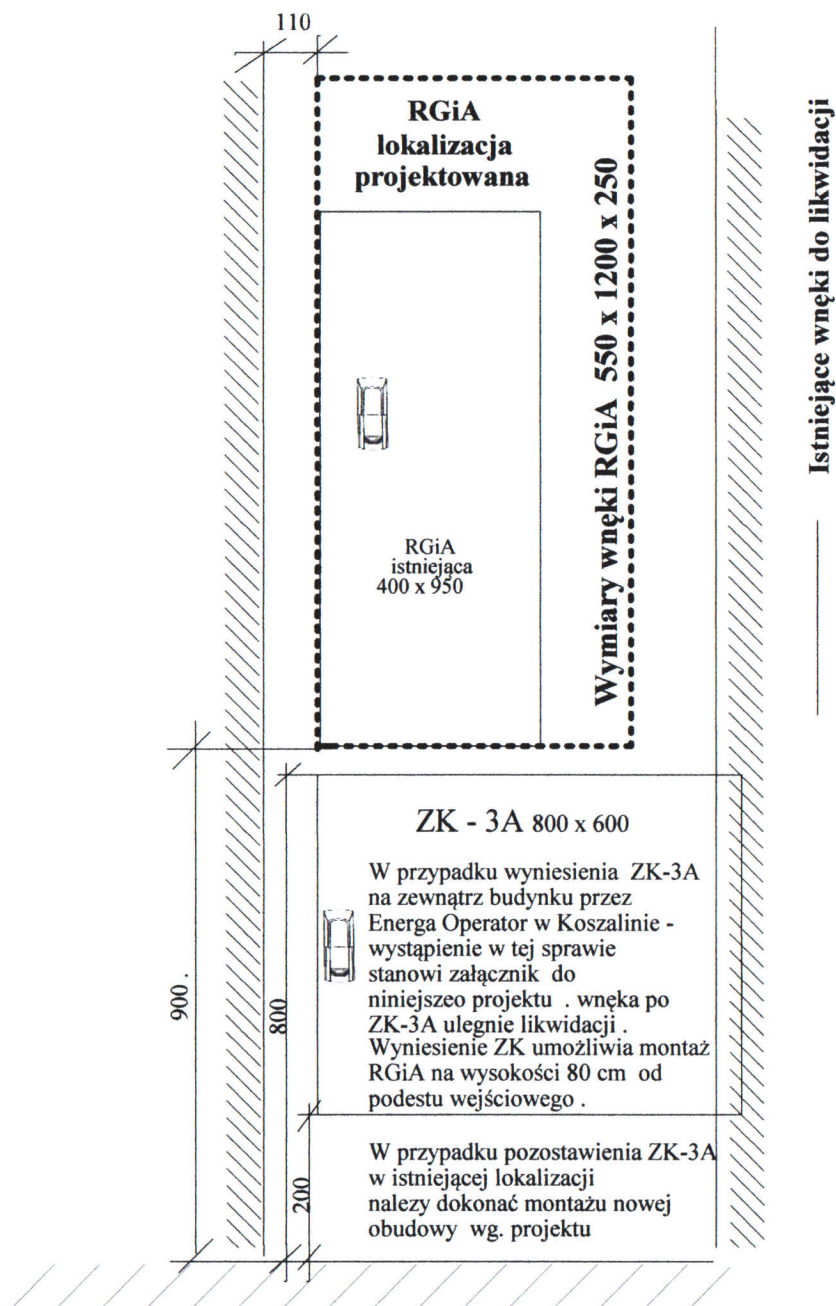 110
RGiA
lokalizacja
projektowana
Wymiary wnęki RGiA 550 x 1200 x 250
Istniejące wnęki do likwidacji
RGiA
istniejąca
400 x 950
ZK - 3A 800 x 600
W przypadku wyniesienia ZK-3A
na zewnątrz budynku przez
Energa Operator w Koszalinie -
wystąpienie w tej sprawie
stanowi załącznik do
niniejszeo projektu . wnęka po
ZK-3A ulegnie likwidacji .
Wyniesienie ZK umożliwia montaż
RGiA na wysokości 80 cm od
podestu wejściowego .
900 .
800
200
W przypadku pozostawienia ZK-3A
w istniejącej lokalizacji
nalezy dokonać montażu nowej
obudowy wg. projektu